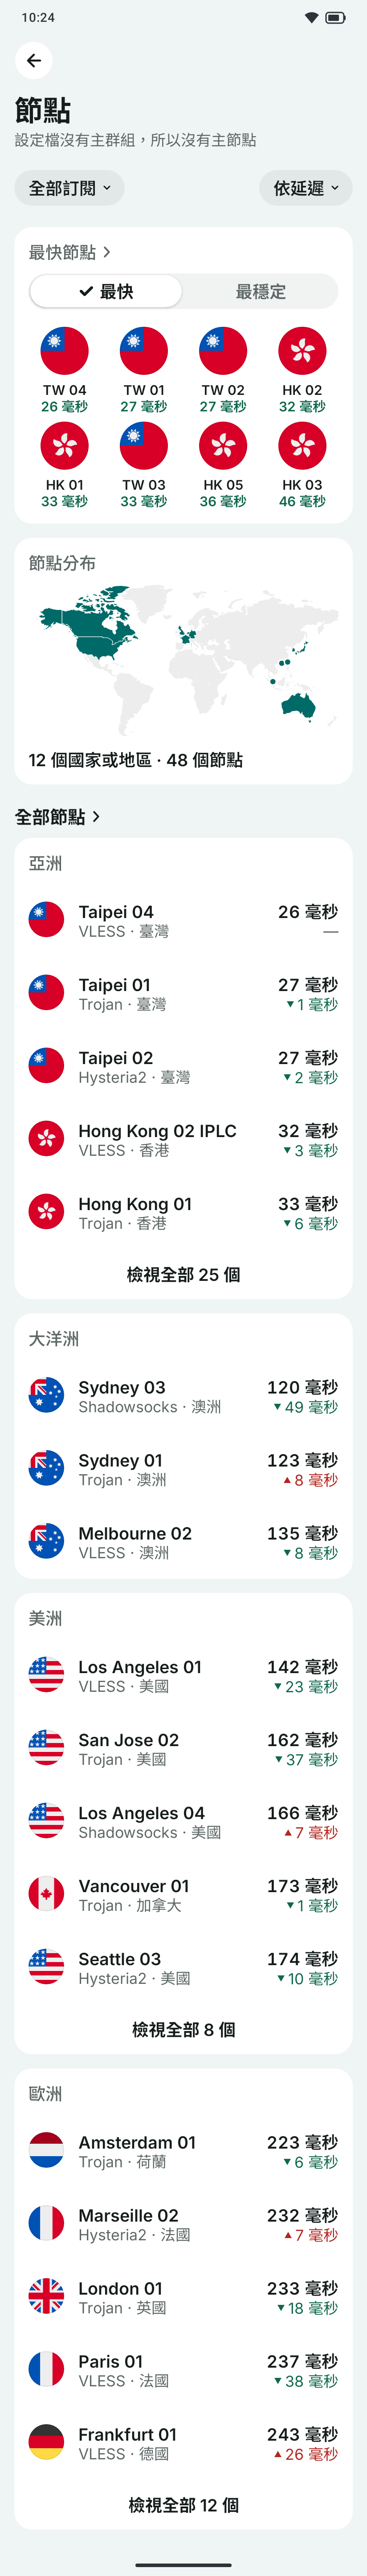 10:24
節點
設定檔沒有主群組，所以沒有主節點
全部訂閱
依延遲
最快節點
最快
最穩定
TW 04
26 毫秒
TW 01
27 毫秒
TW 02
27 毫秒
HK 02
32 毫秒
HK 01
33 毫秒
TW 03
33 毫秒
HK 05
36 毫秒
HK 03
46 毫秒
節點分布
12 個國家或地區 · 48 個節點
全部節點
亞洲
Taipei 04
26 毫秒
VLESS · 臺灣
—
Taipei 01
27 毫秒
Trojan · 臺灣
▼1 毫秒
Taipei 02
27 毫秒
Hysteria2 · 臺灣
▼2 毫秒
Hong Kong 02 IPLC
32 毫秒
VLESS · 香港
▼3 毫秒
Hong Kong 01
33 毫秒
Trojan · 香港
▼6 毫秒
檢視全部 25 個
大洋洲
Sydney 03
120 毫秒
Shadowsocks · 澳洲
▼49 毫秒
Sydney 01
123 毫秒
Trojan · 澳洲
▲8 毫秒
Melbourne 02
135 毫秒
VLESS · 澳洲
▼8 毫秒
美洲
Los Angeles 01
142 毫秒
VLESS · 美國
▼23 毫秒
San Jose 02
162 毫秒
Trojan · 美國
▼37 毫秒
Los Angeles 04
166 毫秒
Shadowsocks · 美國
▲7 毫秒
Vancouver 01
173 毫秒
Trojan · 加拿大
▼1 毫秒
Seattle 03
174 毫秒
Hysteria2 · 美國
▼10 毫秒
檢視全部 8 個
歐洲
Amsterdam 01
223 毫秒
Trojan · 荷蘭
▼6 毫秒
Marseille 02
232 毫秒
Hysteria2 · 法國
▲7 毫秒
London 01
233 毫秒
Trojan · 英國
▼18 毫秒
Paris 01
237 毫秒
VLESS · 法國
▼38 毫秒
Frankfurt 01
243 毫秒
VLESS · 德國
▲26 毫秒
檢視全部 12 個